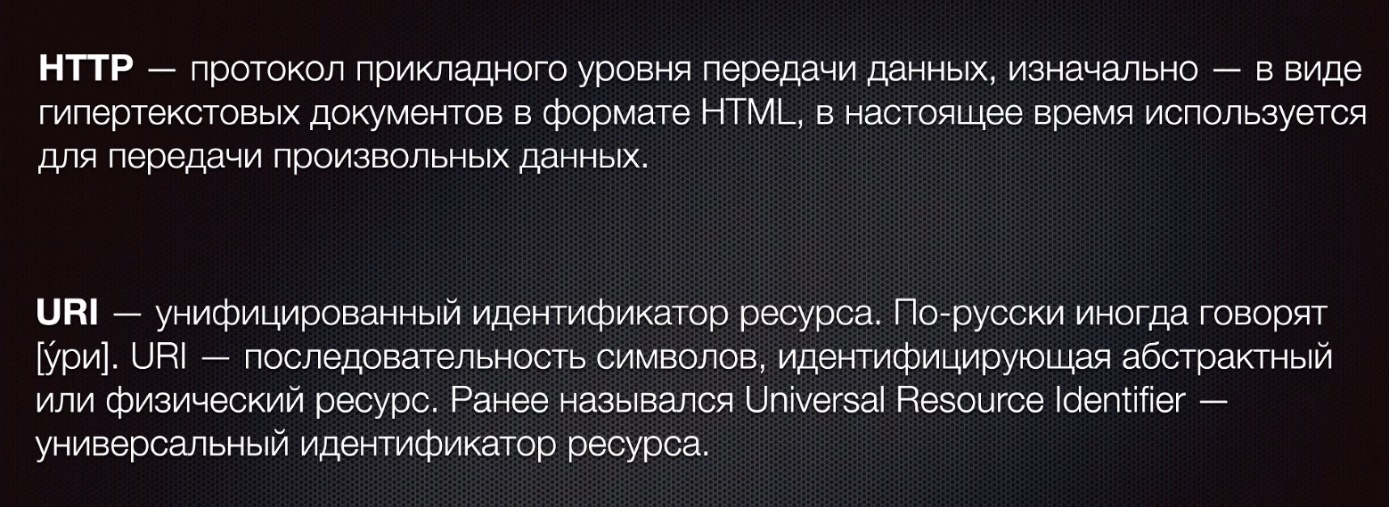 HTTP — протокол прикладного уровня передачи данных, изначально — в виде
гипертекстовых документов в формате HTML, в настоящее время используется
для передачи произвольных данных.
URI — унифицированный идентификатор ресурса. По-русски иногда говорят
[у́ри]. URI — последовательность символов, идентифицирующая абстрактный
или физический ресурс. Ранее назывался Universal Resource Identifier —
универсальный идентификатор ресурса.